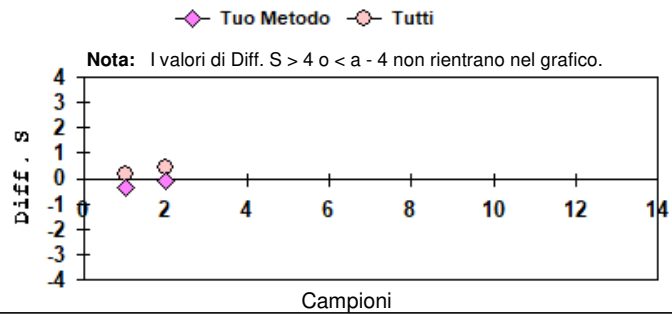 Tuo Metodo Tutti
Nota: I valori di Diff. S > 4 o < a - 4 non rientrano nel grafico.
4
3
2
1
0
-1
-2
-3
-4
Diff. S
0 2 4 6 8 10 12 14
Campioni